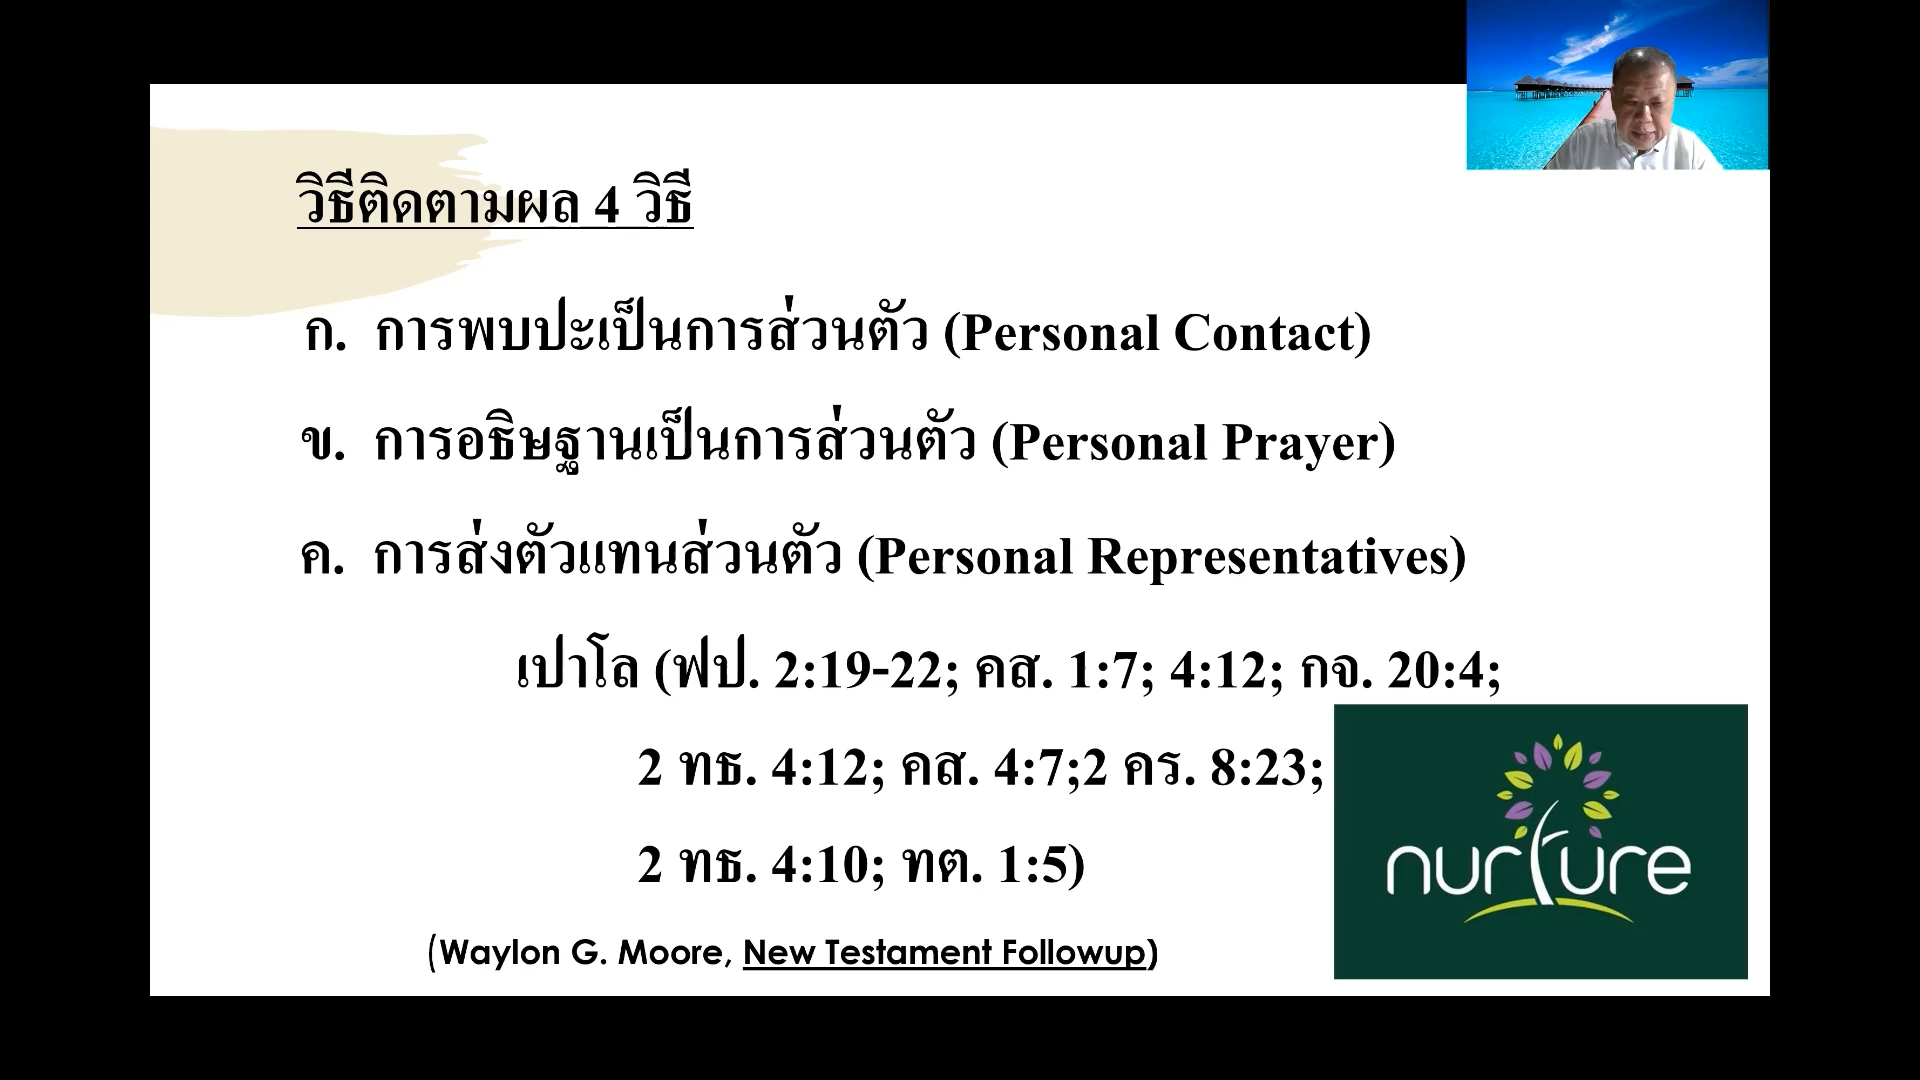 วิธีติดตามผล 4 วิธี
ก. การพบปะเป็นการส่วนตัว (Personal Contact)
ข. การอธิษฐานเป็นการส่วนตัว (Personal Prayer)
ค. การส่งตัวแทนส่วนตัว (Personal Representatives)
เปาโล (ฟป. 2:19-22; คส. 1:7; 4:12; กจ. 20:4;
2 ทธ. 4:12; คส. 4:7;2 คร. 8:23;
2 ทธ. 4:10; ทต. 1:5)
(Waylon G. Moore, New Testament Followup)
nurture